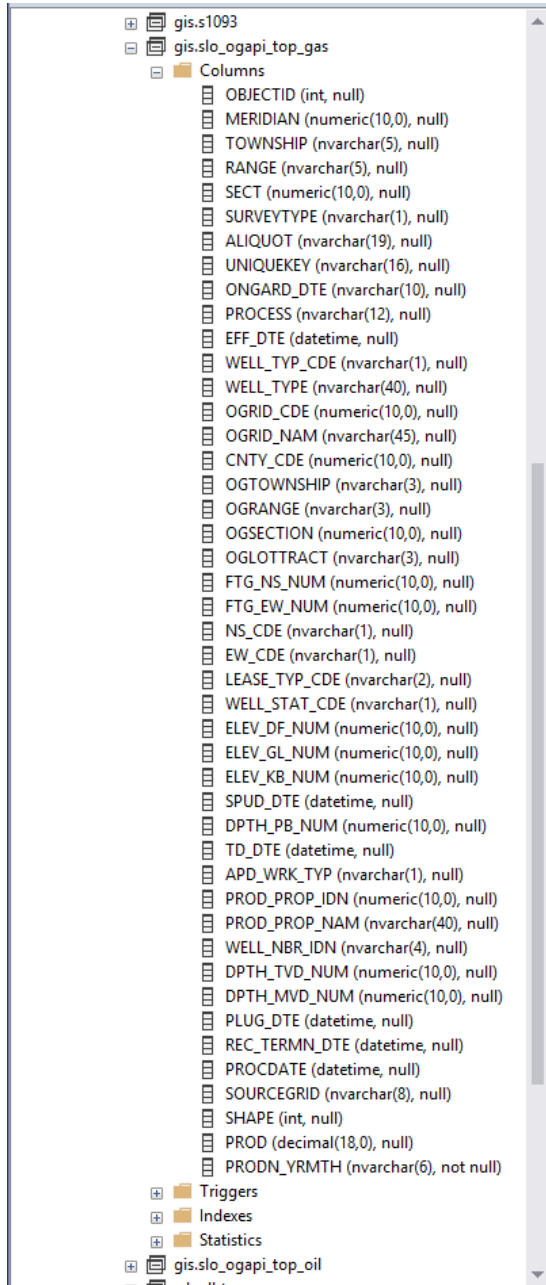 gis.s1093
gis.slo_ogapi_top_gas
Columns
OBJECTID (int, null)
MERIDIAN (numeric(10,0), null)
TOWNSHIP (nvarchar(5), null)
RANGE (nvarchar(5), null)
SECT (numeric(10,0), null)
SURVEYTYPE (nvarchar(1), null)
ALIQUOT (nvarchar(19), null)
UNIQUEKEY (nvarchar(16), null)
ONGARD_DTE (nvarchar(10), null)
PROCESS (nvarchar(12), null)
EFF_DTE (datetime, null)
WELL_TYP_CDE (nvarchar(1), null)
WELL_TYPE (nvarchar(40), null)
OGRID_CDE (numeric(10,0), null)
OGRID_NAM (nvarchar(45), null)
CNTY_CDE (numeric(10,0), null)
OGTOWNSHIP (nvarchar(3), null)
OGRANGE (nvarchar(3), null)
OGSECTION (numeric(10,0), null)
OGLOTTRACT (nvarchar(3), null)
FTG_NS_NUM (numeric(10,0), null)
FTG_EW_NUM (numeric(10,0), null)
NS_CDE (nvarchar(1), null)
EW_CDE (nvarchar(1), null)
LEASE_TYP_CDE (nvarchar(2), null)
WELL_STAT_CDE (nvarchar(1), null)
ELEV_DF_NUM (numeric(10,0), null)
ELEV_GL_NUM (numeric(10,0), null)
ELEV_KB_NUM (numeric(10,0), null)
SPUD_DTE (datetime, null)
DPTH_PB_NUM (numeric(10,0), null)
TD_DTE (datetime, null)
APD_WRK_TYP (nvarchar(1), null)
PROD_PROP_IDN (numeric(10,0), null)
PROD_PROP_NAM (nvarchar(40), null)
WELL_NBR_IDN (nvarchar(4), null)
DPTH_TVD_NUM (numeric(10,0), null)
DPTH_MVD_NUM (numeric(10,0), null)
PLUG_DTE (datetime, null)
REC_TERMN_DTE (datetime, null)
PROCDATE (datetime, null)
SOURCEGRID (nvarchar(8), null)
SHAPE (int, null)
PROD (decimal(18,0), null)
PRODN_YRMTH (nvarchar(6), not null)
Triggers
Indexes
Statistics
gis.slo_ogapi_top_oil